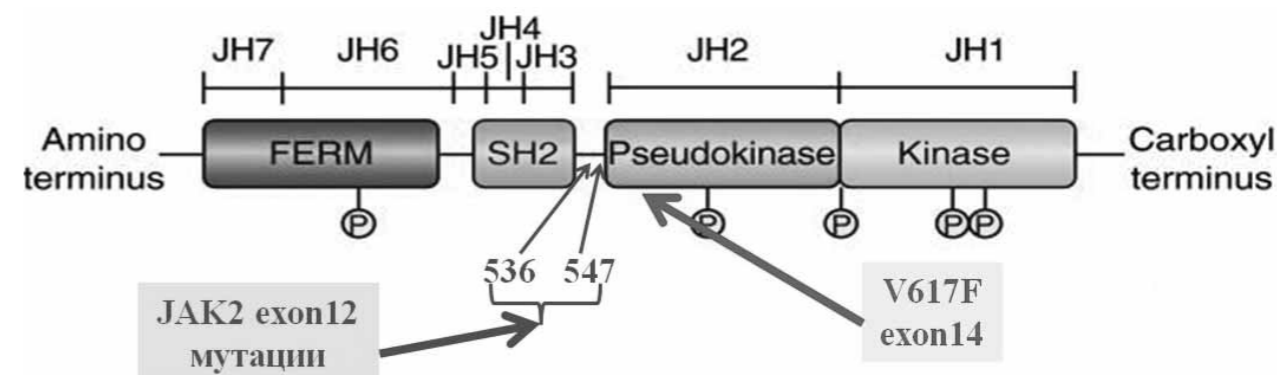 JH4
JH7 JH6 JH5 JH3 JH2 JH1
Amino
terminus
FERM SH2 Pseudokinase Kinase
Carboxyl
terminus
P P P P P
536 547
JAK2 exon12
мутации
V617F
exon14